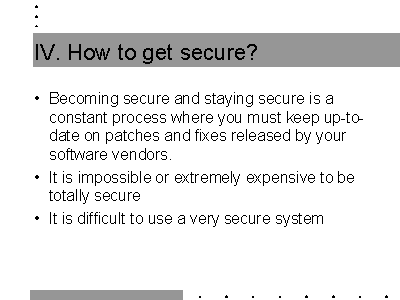 IV. How to get secure?
• Becoming secure and staying secure is a
constant process where you must keep up-to-
date on patches and fixes released by your
software vendors.
• It is impossible or extremely expensive to be
totally secure
• It is difficult to use a very secure system